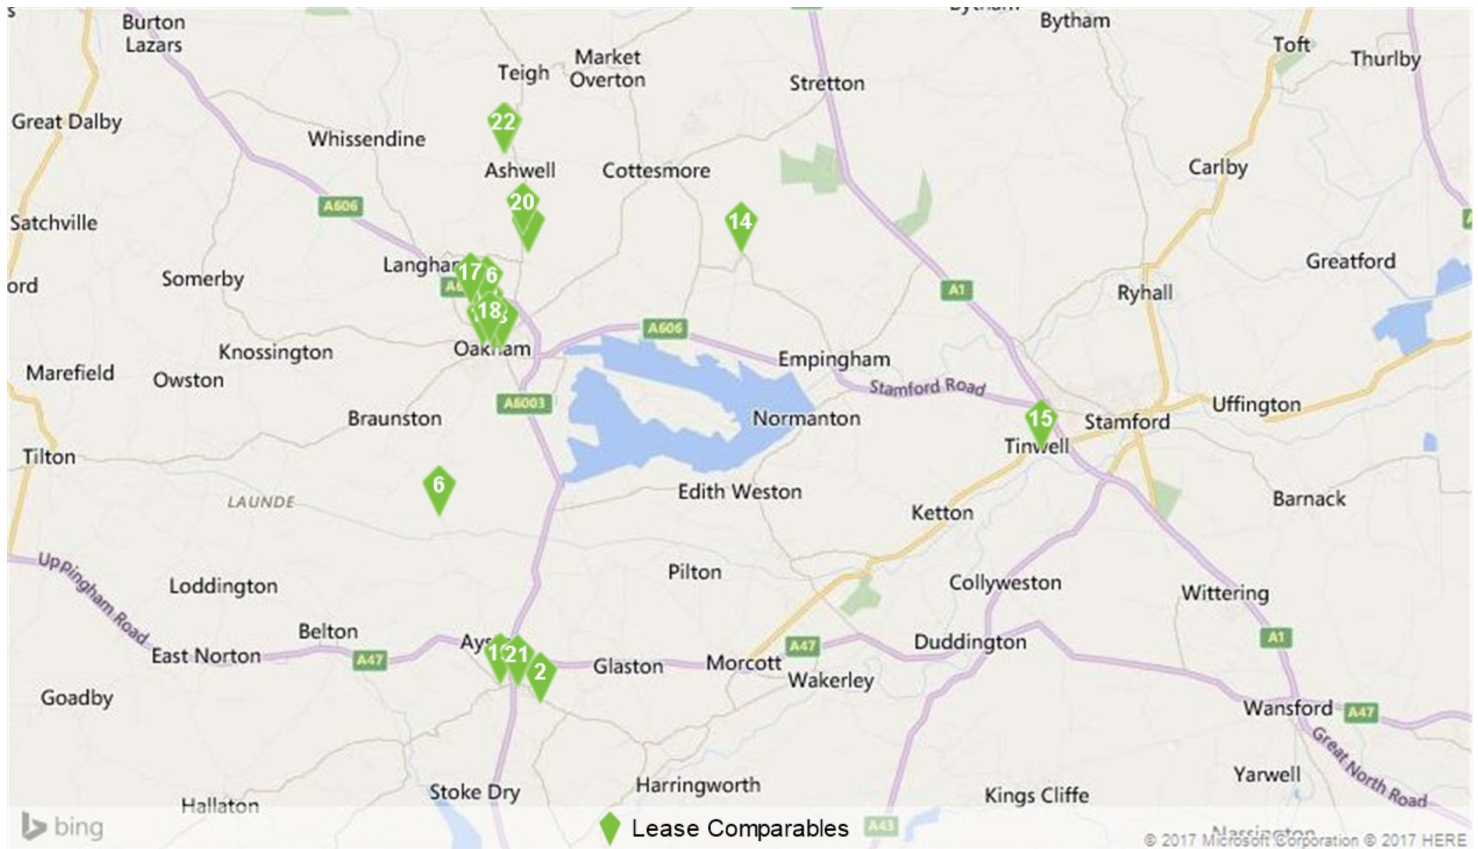 Burton
Lazars
Teigh
Market
Overton
Stretton
Bytham
Toft
Thurlby
Great Dalby
Whissendine
22
Ashwell
Cottesmore
Carlby
Satchville
A606
20
14
Langham
17
6
Somerby
A1
Ryhall
Greatford
ord
18
Knossington
Oakham
A606
Empingham
Marefield
Owston
Stamford Road
A6003
Braunston
Normanton
15
Stamford
Uffington
Tinwell
Tilton
6
LAUNDE
Edith Weston
Ketton
Barnack
Uppingham Road
Loddington
Pilton
Collyweston
Wittering
Belton
East Norton
A47
21
2
Glaston
Morcott
A47
Wakerley
Duddington
A1
Goadby
Wansford
A47
Great North Road
Stoke Dry
Harringworth
Kings Cliffe
Yarwell
Hallaton
bing
Lease Comparables
A43
Nassington
© 2017 Microsoft Corporation © 2017 HERE